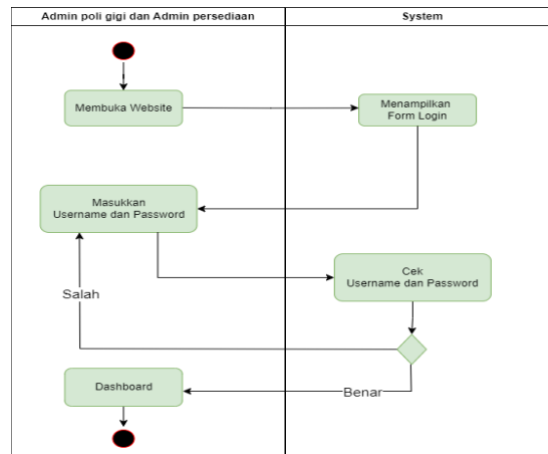 Admin poli gigi dan Admin persediaan
System
Membuka Website
Menampilkan
Form Login
Masukkan
Username dan Password
Cek
Username dan Password
Salah
Benar
Dashboard